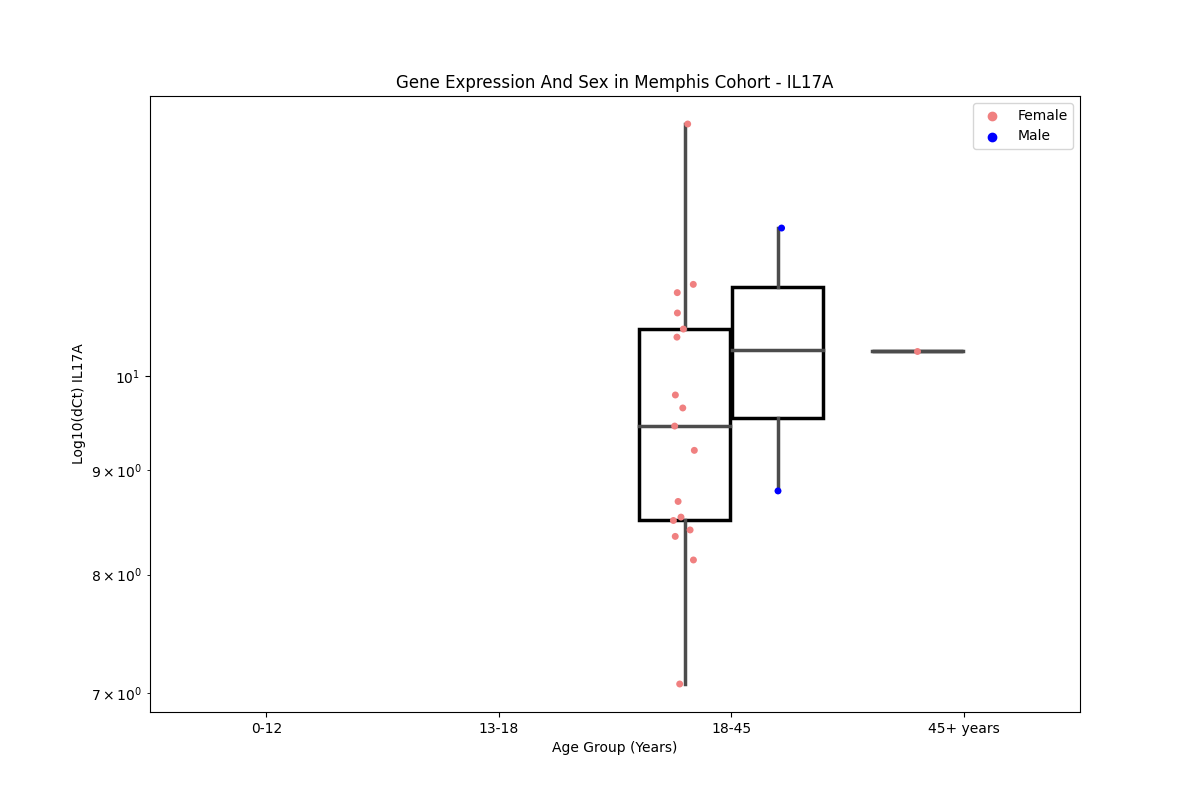 Gene Expression And Sex in Memphis Cohort - IL17A
Female
Male
Log10(dCt) IL17A
10¹
9 × 10⁰
8 × 10⁰
7 × 10⁰
0-12
13-18
18-45
45+ years
Age Group (Years)